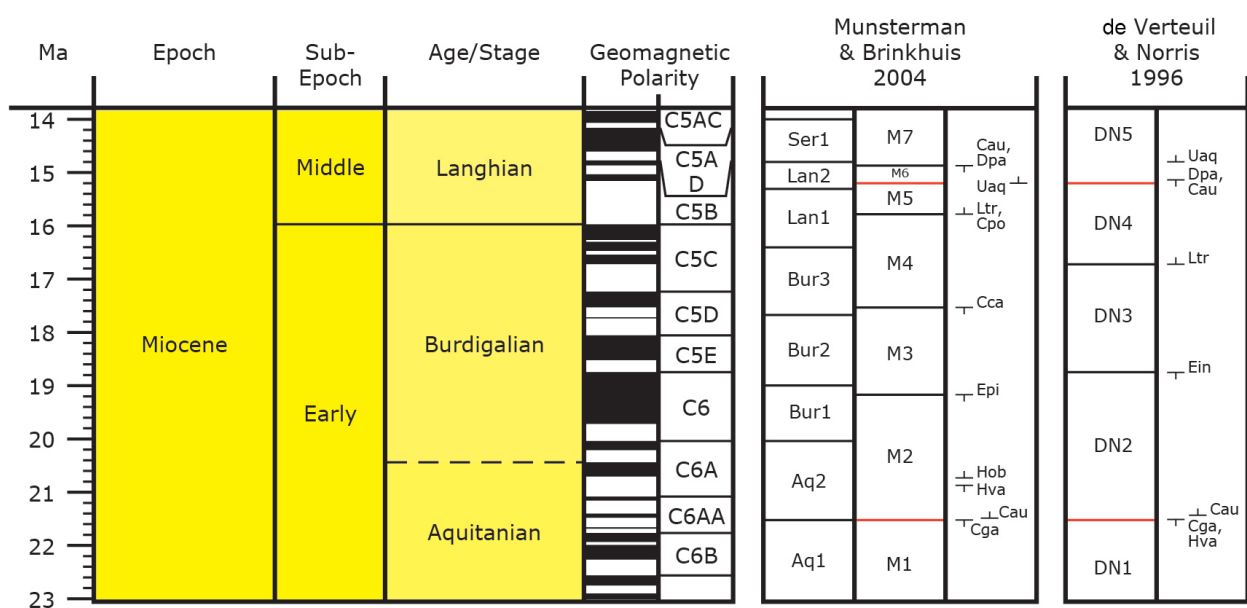 Ma
Epoch
Sub-
Epoch
Age/Stage
Geomagnetic
Polarity
Munsterman
& Brinkhuis
2004
de Verteuil
& Norris
1996
14
15
16
17
18
19
20
21
22
23
Miocene
Middle
Early
Langhian
Burdigalian
Aquitanian
C5AC
C5A
D
C5B
C5C
C5D
C5E
C6
C6A
C6AA
C6B
Ser1
Lan2
Lan1
Bur3
Bur2
Bur1
Aq2
Aq1
M7
M6
M5
M4
M3
M2
M1
Cau,
Dpa
Uaq
Ltr,
Cpo
Cca
Epi
Hob
Hva
Cau
Cga
DN5
DN4
DN3
DN2
DN1
Uaq
Dpa,
Cau
Ltr
Ein
Cau
Cga,
Hva